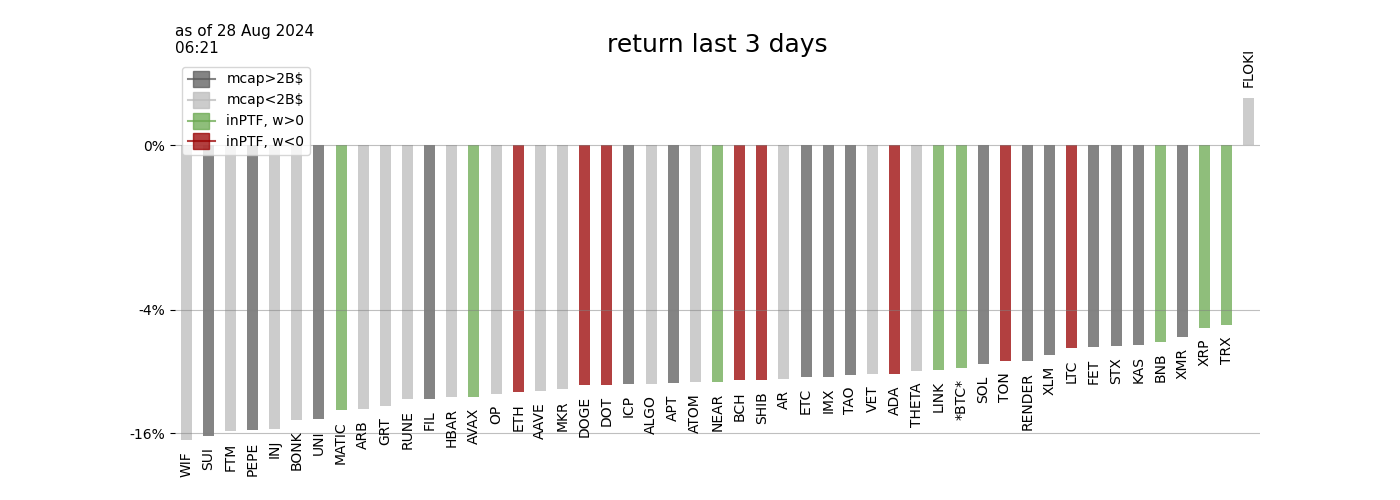 as of 28 Aug 2024
06:21
return last 3 days
mcap>2B$
mcap<2B$
inPTF, w>0
inPTF, w<0
0%
-4%
-16%
WIF
SUI
FTM
PEPE
INJ
BONK
UNI
MATIC
ARB
GRT
RUNE
FIL
HBAR
AVAX
OP
ETH
AAVE
MKR
DOGE
DOT
ICP
ALGO
APT
ATOM
NEAR
BCH
SHIB
AR
ETC
IMX
TAO
VET
ADA
THETA
LINK
*BTC*
SOL
TON
RENDER
XLM
LTC
FET
STX
KAS
BNB
XMR
XRP
TRX
FLOKI